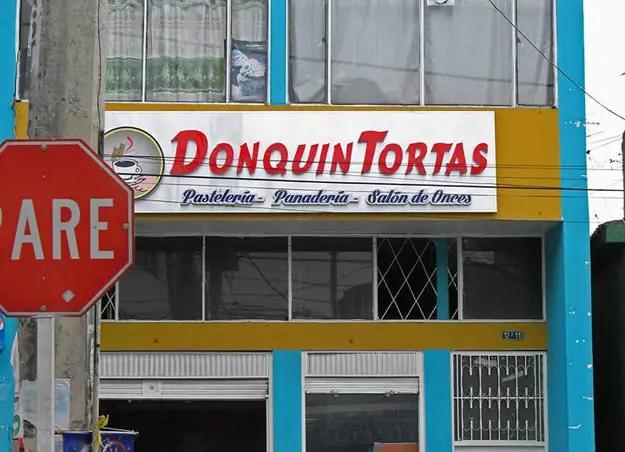 DONQUINTORTAS
Pastelería - Panadería - Salón de Onces
PARE